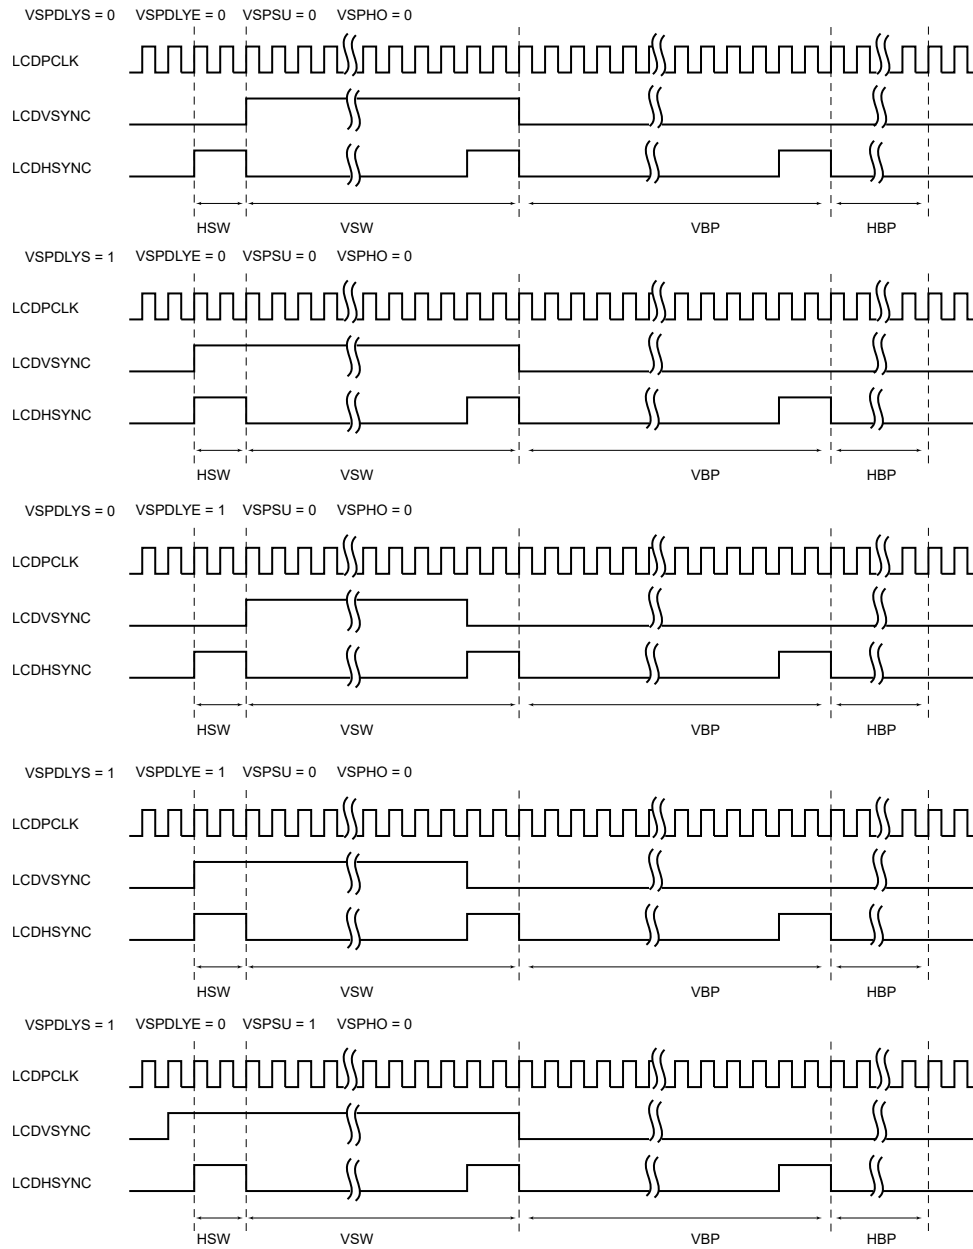 VSPDLYS = 0 VSPDLYE = 0 VSPSU = 0 VSPHO = 0
LCDPCLK
LCDVSYNC
LCDHSYNC
HSW VSW VBP HBP
VSPDLYS = 1 VSPDLYE = 0 VSPSU = 0 VSPHO = 0
LCDPCLK
LCDVSYNC
LCDHSYNC
HSW VSW VBP HBP
VSPDLYS = 0 VSPDLYE = 1 VSPSU = 0 VSPHO = 0
LCDPCLK
LCDVSYNC
LCDHSYNC
HSW VSW VBP HBP
VSPDLYS = 1 VSPDLYE = 1 VSPSU = 0 VSPHO = 0
LCDPCLK
LCDVSYNC
LCDHSYNC
HSW VSW VBP HBP
VSPDLYS = 1 VSPDLYE = 0 VSPSU = 1 VSPHO = 0
LCDPCLK
LCDVSYNC
LCDHSYNC
HSW VSW VBP HBP